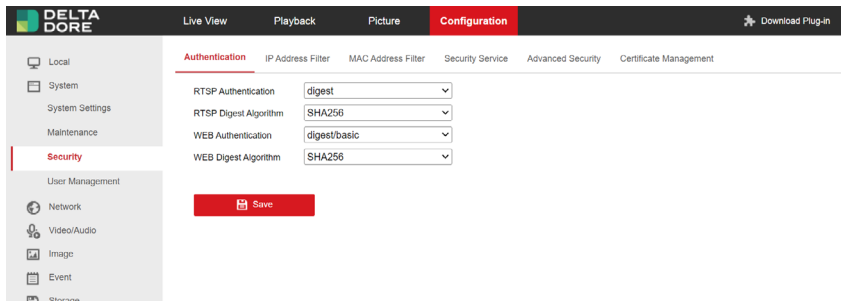 DELTA DORE
Live View Playback Picture Configuration Download Plug-in
Local
System
System Settings
Maintenance
Security
User Management
Network
Video/Audio
Image
Event
Storage
Authentication IP Address Filter MAC Address Filter Security Service Advanced Security Certificate Management
RTSP Authentication digest
RTSP Digest Algorithm SHA256
WEB Authentication digest/basic
WEB Digest Algorithm SHA256
Save